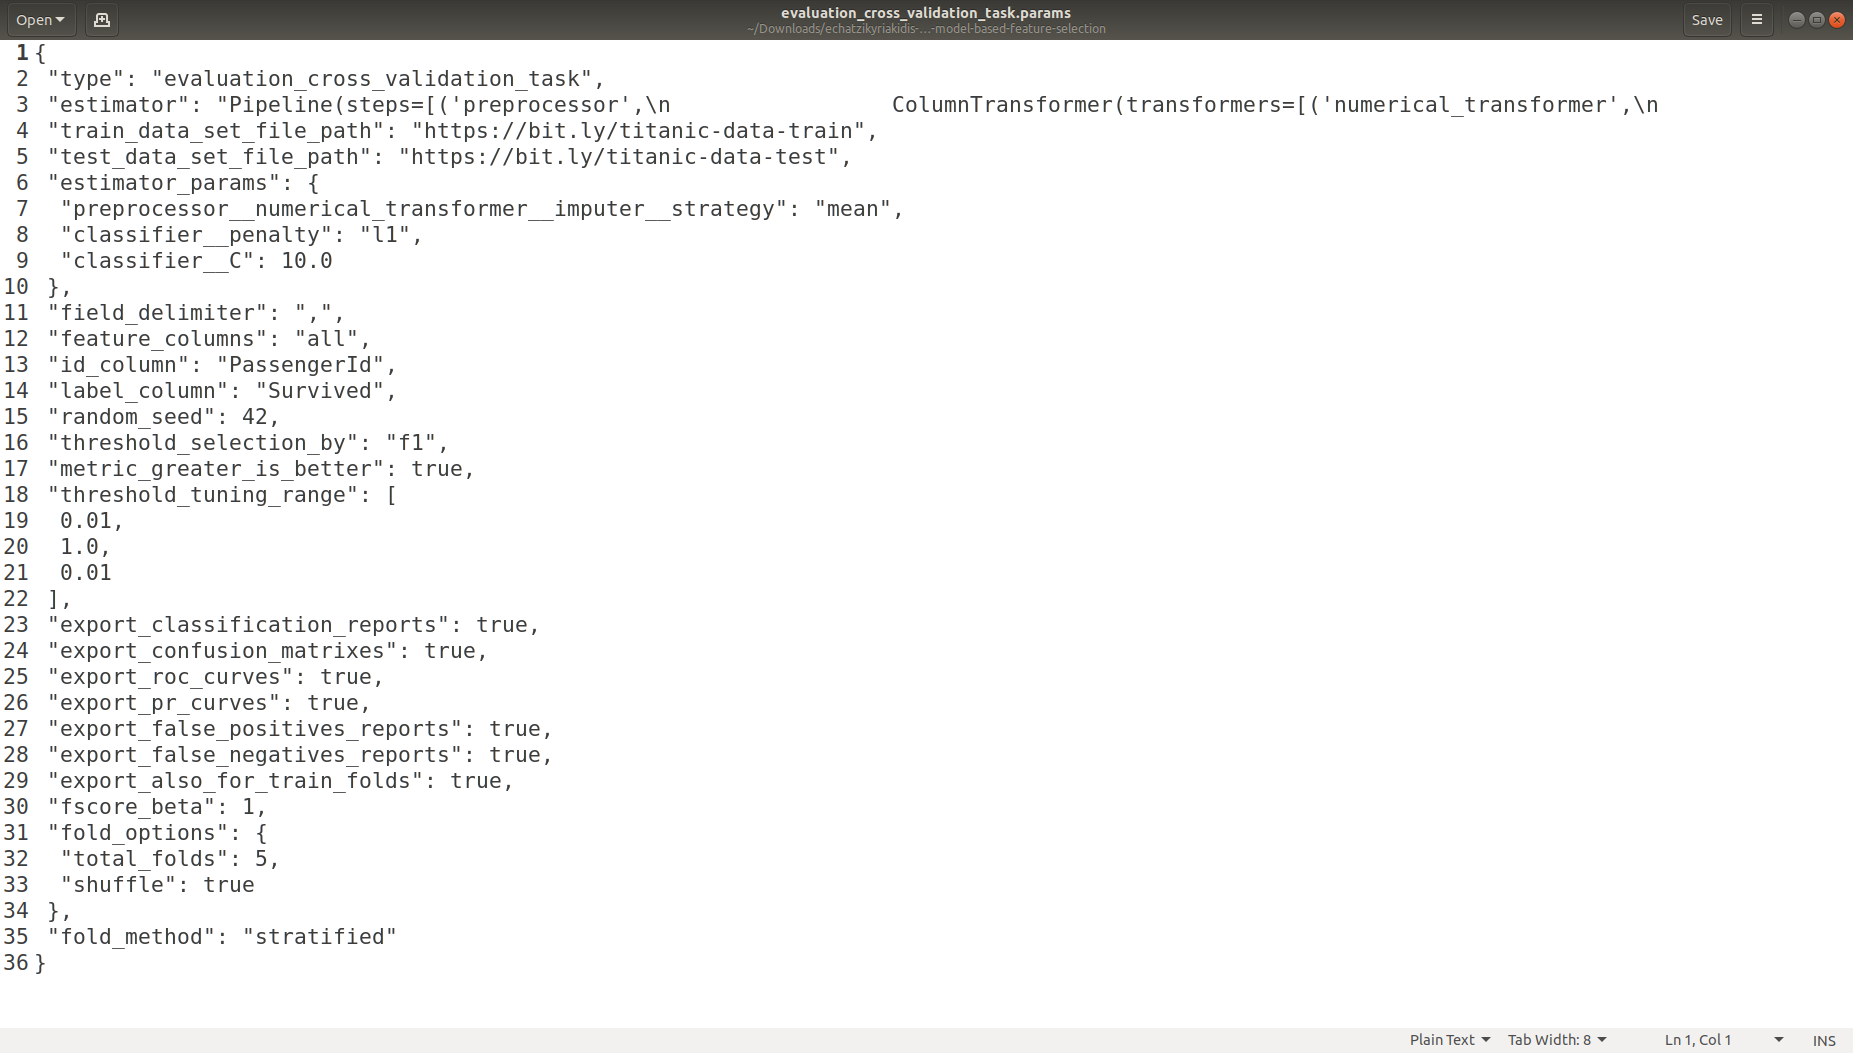 Open
evaluation_cross_validation_task.params
~/Downloads/echatzikyriakidis-...-model-based-feature-selection
Save
1 {
2 "type": "evaluation_cross_validation_task",
3 "estimator": "Pipeline(steps=[('preprocessor',\n                 ColumnTransformer(transformers=[('numerical_transformer',\n
4 "train_data_set_file_path": "https://bit.ly/titanic-data-train",
5 "test_data_set_file_path": "https://bit.ly/titanic-data-test",
6 "estimator_params": {
7  "preprocessor__numerical_transformer__imputer__strategy": "mean",
8  "classifier__penalty": "l1",
9  "classifier__C": 10.0
10 },
11 "field_delimiter": ",",
12 "feature_columns": "all",
13 "id_column": "PassengerId",
14 "label_column": "Survived",
15 "random_seed": 42,
16 "threshold_selection_by": "f1",
17 "metric_greater_is_better": true,
18 "threshold_tuning_range": [
19  0.01,
20  1.0,
21  0.01
22 ],
23 "export_classification_reports": true,
24 "export_confusion_matrixes": true,
25 "export_roc_curves": true,
26 "export_pr_curves": true,
27 "export_false_positives_reports": true,
28 "export_false_negatives_reports": true,
29 "export_also_for_train_folds": true,
30 "fscore_beta": 1,
31 "fold_options": {
32  "total_folds": 5,
33  "shuffle": true
34 },
35 "fold_method": "stratified"
36 }
Plain Text Tab Width: 8 Ln 1, Col 1 INS